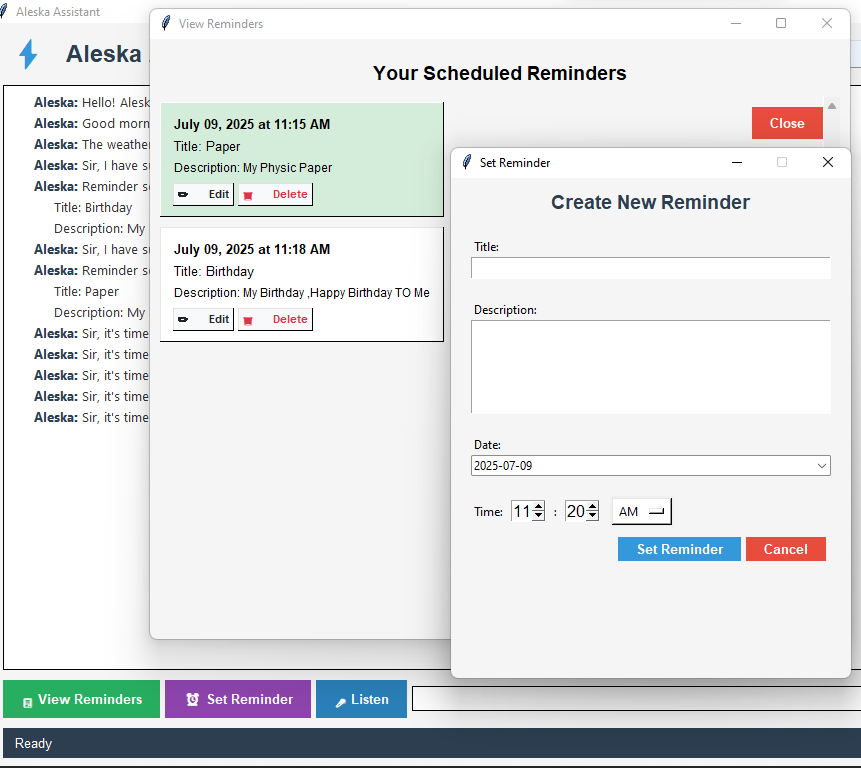 Aleska Assistant
Aleska
Aleska: Hello! Alesk
Aleska: Good morn
Aleska: The weathe
Aleska: Sir, I have su
Aleska: Reminder se
Title: Birthday
Description: My
Aleska: Sir, I have su
Aleska: Reminder se
Title: Paper
Description: My
Aleska: Sir, it's time
Aleska: Sir, it's time
Aleska: Sir, it's time
Aleska: Sir, it's time
Aleska: Sir, it's time
View Reminders
Your Scheduled Reminders
Close
July 09, 2025 at 11:15 AM
Title: Paper
Description: My Physic Paper
Edit Delete
July 09, 2025 at 11:18 AM
Title: Birthday
Description: My Birthday ,Happy Birthday TO Me
Edit Delete
Set Reminder
Create New Reminder
Title:
Description:
Date:
2025-07-09
Time: 11 : 20 AM
Set Reminder Cancel
View Reminders Set Reminder Listen
Ready